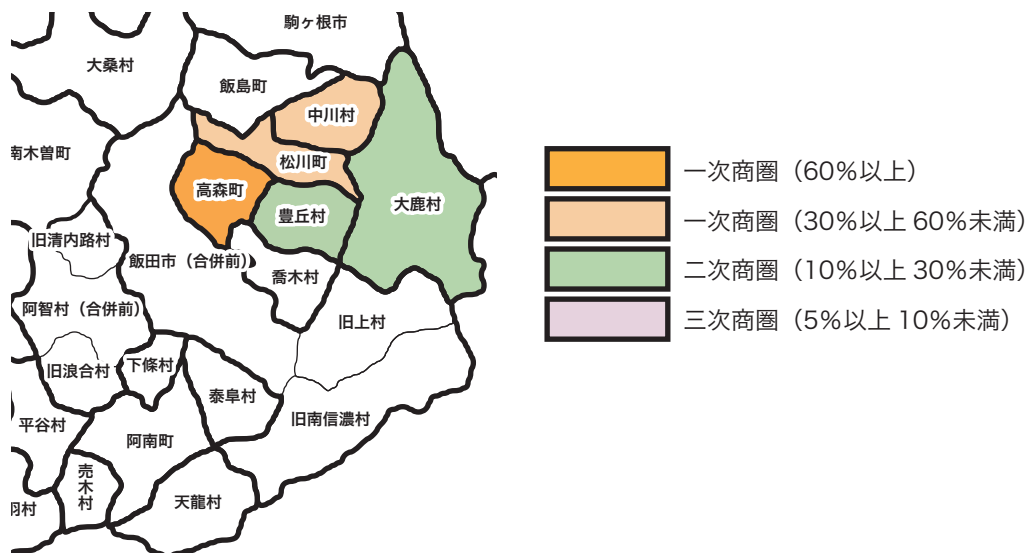 駒ヶ根市
大桑村
飯島町
中川村
南木曽町
松川町
高森町
大鹿村
豊丘村
旧清内路村
飯田市（合併前）
喬木村
阿智村（合併前）
旧上村
下條村
旧浪合村
泰阜村
平谷村
旧南信濃村
阿南町
売木村
羽村
天龍村
一次商圏（60%以上）
一次商圏（30%以上 60%未満）
二次商圏（10%以上 30%未満）
三次商圏（5%以上 10%未満）